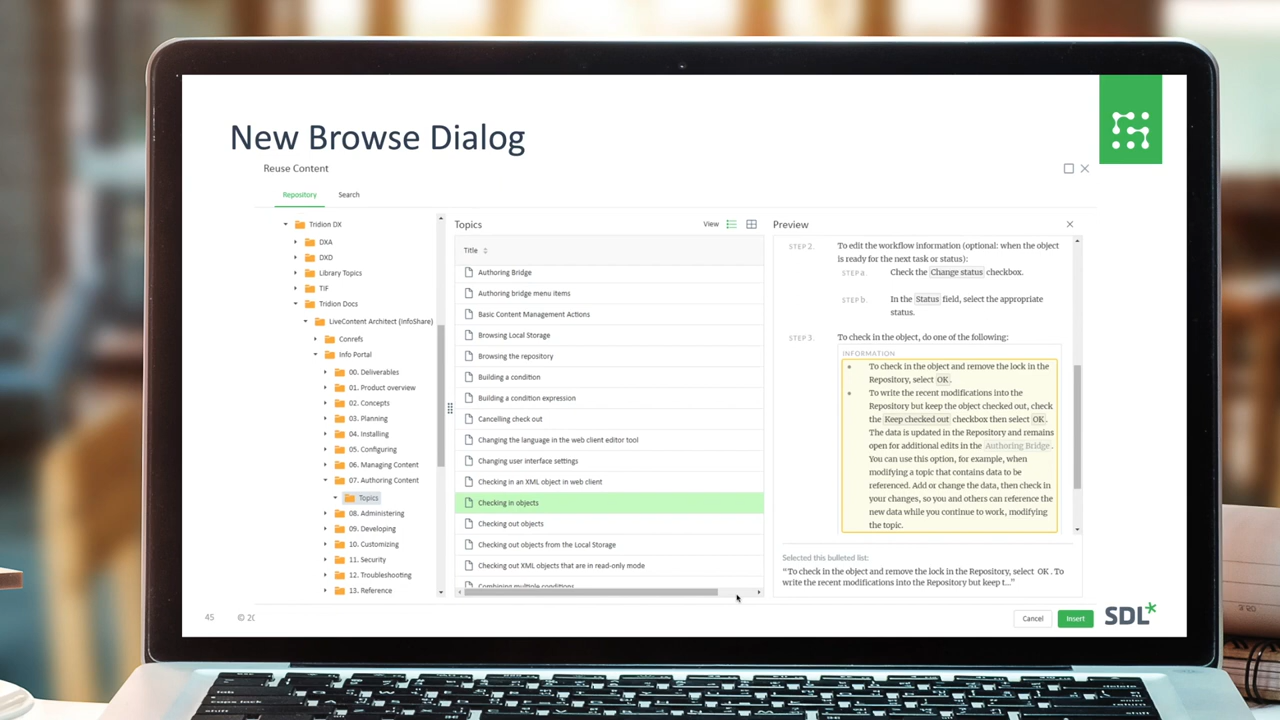 New Browse Dialog
Reuse Content
Repository Search
Tridion DX
DXA
DXD
Library Topics
TIF
Tridion Docs
LiveContent Architect (InfoShare)
Conrefs
Info Portal
00. Deliverables
01. Product overview
02. Concepts
03. Planning
04. Installing
05. Configuring
06. Managing Content
07. Authoring Content
Topics
08. Administering
09. Developing
10. Customizing
11. Security
12. Troubleshooting
13. Reference
Topics View
Title
Authoring Bridge
Authoring bridge menu items
Basic Content Management Actions
Browsing Local Storage
Browsing the repository
Building a condition
Building a condition expression
Cancelling check out
Changing the language in the web client editor tool
Changing user interface settings
Checking in an XML object in web client
Checking in objects
Checking out objects
Checking out objects from the Local Storage
Checking out XML objects that are in read-only mode
Combining multiple conditions
Preview
STEP 2. To edit the workflow information (optional: when the object
is ready for the next task or status):
STEP a. Check the Change status checkbox.
STEP b. In the Status field, select the appropriate
status.
STEP 3. To check in the object, do one of the following:
INFORMATION
To check in the object and remove the lock in the
Repository, select OK .
To write the recent modifications into the
Repository but keep the object checked out, check
the Keep checked out checkbox then select OK.
The data is updated in the Repository and remains
open for additional edits in the Authoring Bridge .
You can use this option, for example, when
modifying a topic that contains data to be
referenced. Add or change the data, then check in
your changes, so you and others can reference the
new data while you continue to work, modifying
the topic.
Selected this bulleted list:
“To check in the object and remove the lock in the Repository, select OK . To
write the recent modifications into the Repository but keep t...”
45 © 20
Cancel Insert
SDL*
tab
caps lock
shift
shift